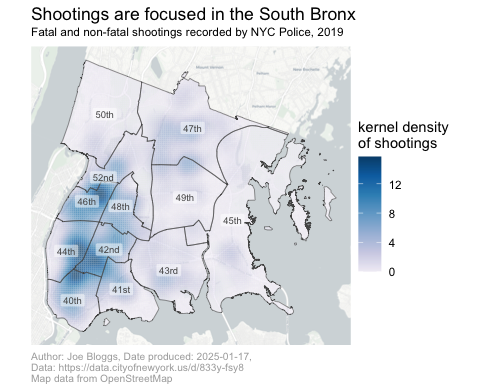 Shootings are focused in the South Bronx
Fatal and non-fatal shootings recorded by NYC Police, 2019
50th
47th
52nd
46th
48th
49th
45th
44th
42nd
43rd
41st
40th
kernel density
of shootings
12
8
4
0
Author: Joe Bloggs, Date produced: 2025-01-17,
Data: https://data.cityofnewyork.us/d/833y-fsy8
Map data from OpenStreetMap